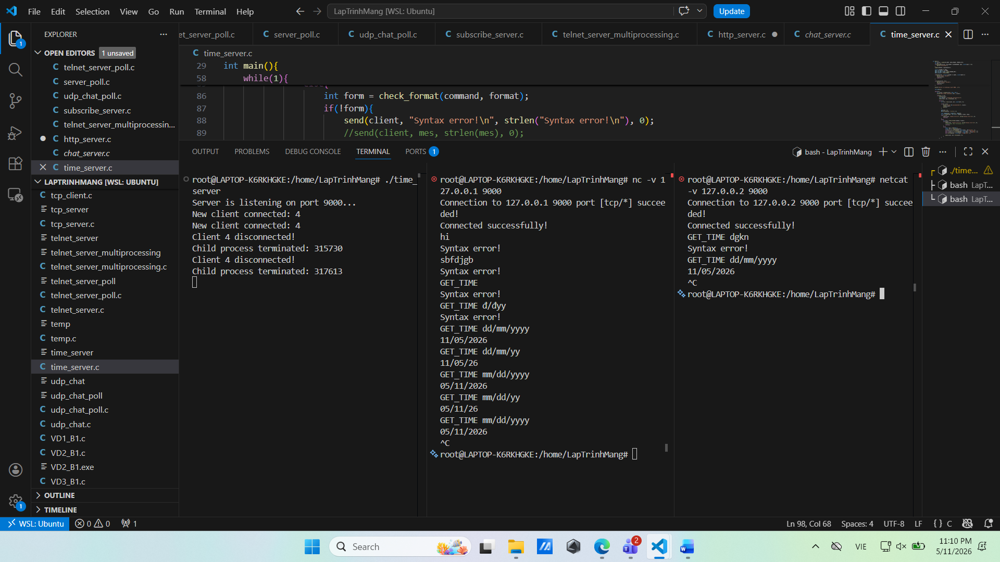 File Edit Selection View Go Run Terminal Help
LapTrinhMang [WSL: Ubuntu]
Update
EXPLORER
OPEN EDITORS 1 unsaved
telnet_server_poll.c
server_poll.c
udp_chat_poll.c
subscribe_server.c
telnet_server_multiprocessin...
http_server.c
chat_server.c
time_server.c
LAPTRINHMANG [WSL: UBUNTU]
tcp_client.c
tcp_server
tcp_server.c
telnet_server
telnet_server_multiprocessing
telnet_server_multiprocessing.c
telnet_server_poll
telnet_server_poll.c
telnet_server.c
temp
temp.c
time_server
time_server.c
udp_chat
udp_chat_poll
udp_chat_poll.c
udp_chat.c
VD1_B1.c
VD2_B1.c
VD2_B1.exe
VD3_B1.c
OUTLINE
TIMELINE
et_server_poll.c
server_poll.c
udp_chat_poll.c
subscribe_server.c
telnet_server_multiprocessing.c
http_server.c
chat_server.c
time_server.c
time_server.c
29 int main(){
58 while(1){
86 int form = check_format(command, format);
87 if(!form){
88 send(client, "Syntax error!\n", strlen("Syntax error!\n"), 0);
89 //send(client, mes, strlen(mes), 0);
OUTPUT PROBLEMS DEBUG CONSOLE TERMINAL PORTS 1
bash - LapTrinhMang
root@LAPTOP-K6RKHGKE:/home/LapTrinhMang# ./time_
server
Server is listening on port 9000...
New client connected: 4
New client connected: 4
Client 4 disconnected!
Child process terminated: 315730
Client 4 disconnected!
Child process terminated: 317613
root@LAPTOP-K6RKHGKE:/home/LapTrinhMang# nc -v 1
27.0.0.1 9000
Connection to 127.0.0.1 9000 port [tcp/*] succee
ded!
Connected successfully!
hi
Syntax error!
sbfdjgb
Syntax error!
GET_TIME
Syntax error!
GET_TIME đ/đyy
Syntax error!
GET_TIME dd/mm/yyyy
11/05/2026
GET_TIME dd/mm/yy
11/05/26
GET_TIME mm/dd/yyyy
05/11/2026
GET_TIME mm/dd/yy
05/11/26
GET_TIME mm/dd/yyyy
05/11/2026
^C
root@LAPTOP-K6RKHGKE:/home/LapTrinhMang#
root@LAPTOP-K6RKHGKE:/home/LapTrinhMang# netcat
-v 127.0.0.2 9000
Connection to 127.0.0.2 9000 port [tcp/*] succee
ded!
Connected successfully!
GET_TIME dgkn
Syntax error!
GET_TIME dd/mm/yyyy
11/05/2026
^C
root@LAPTOP-K6RKHGKE:/home/LapTrinhMang#
./time...
bash LapT...
bash LapT...
1
1
WSL: Ubuntu 0 0 1
Ln 98, Col 68 Spaces: 4 UTF-8 LF {} C
Search
2
VIE
11:10 PM
5/11/2026